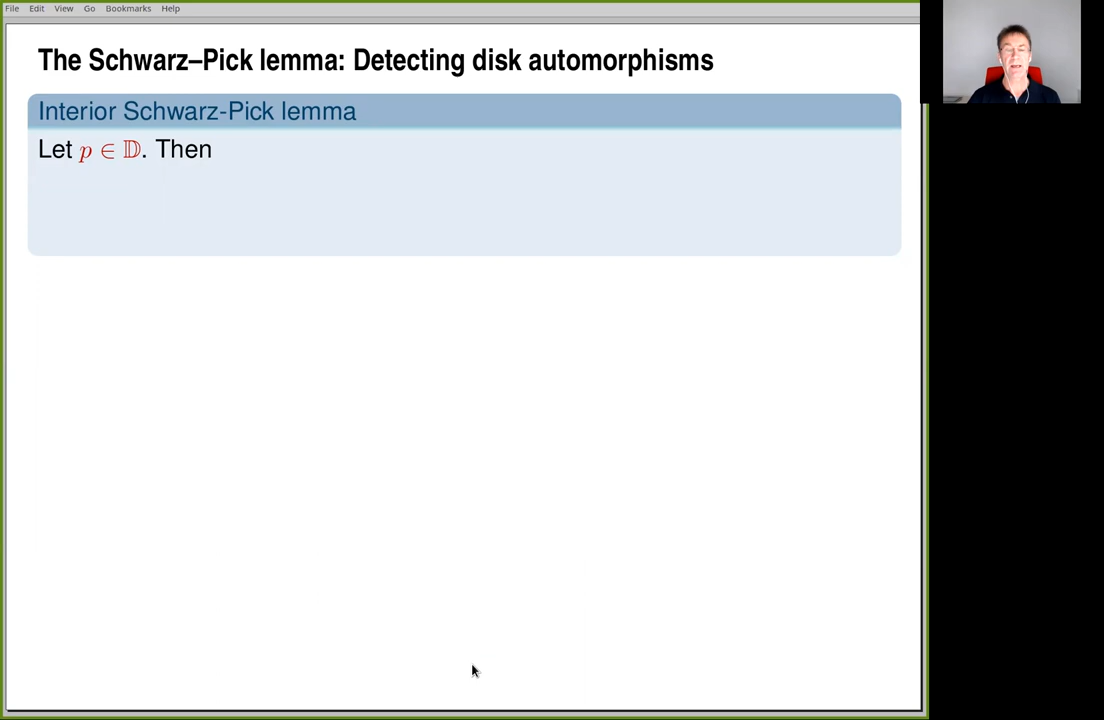 File Edit View Go Bookmarks Help
The Schwarz–Pick lemma: Detecting disk automorphisms
Interior Schwarz-Pick lemma
Let p ∈ 𝔻. Then